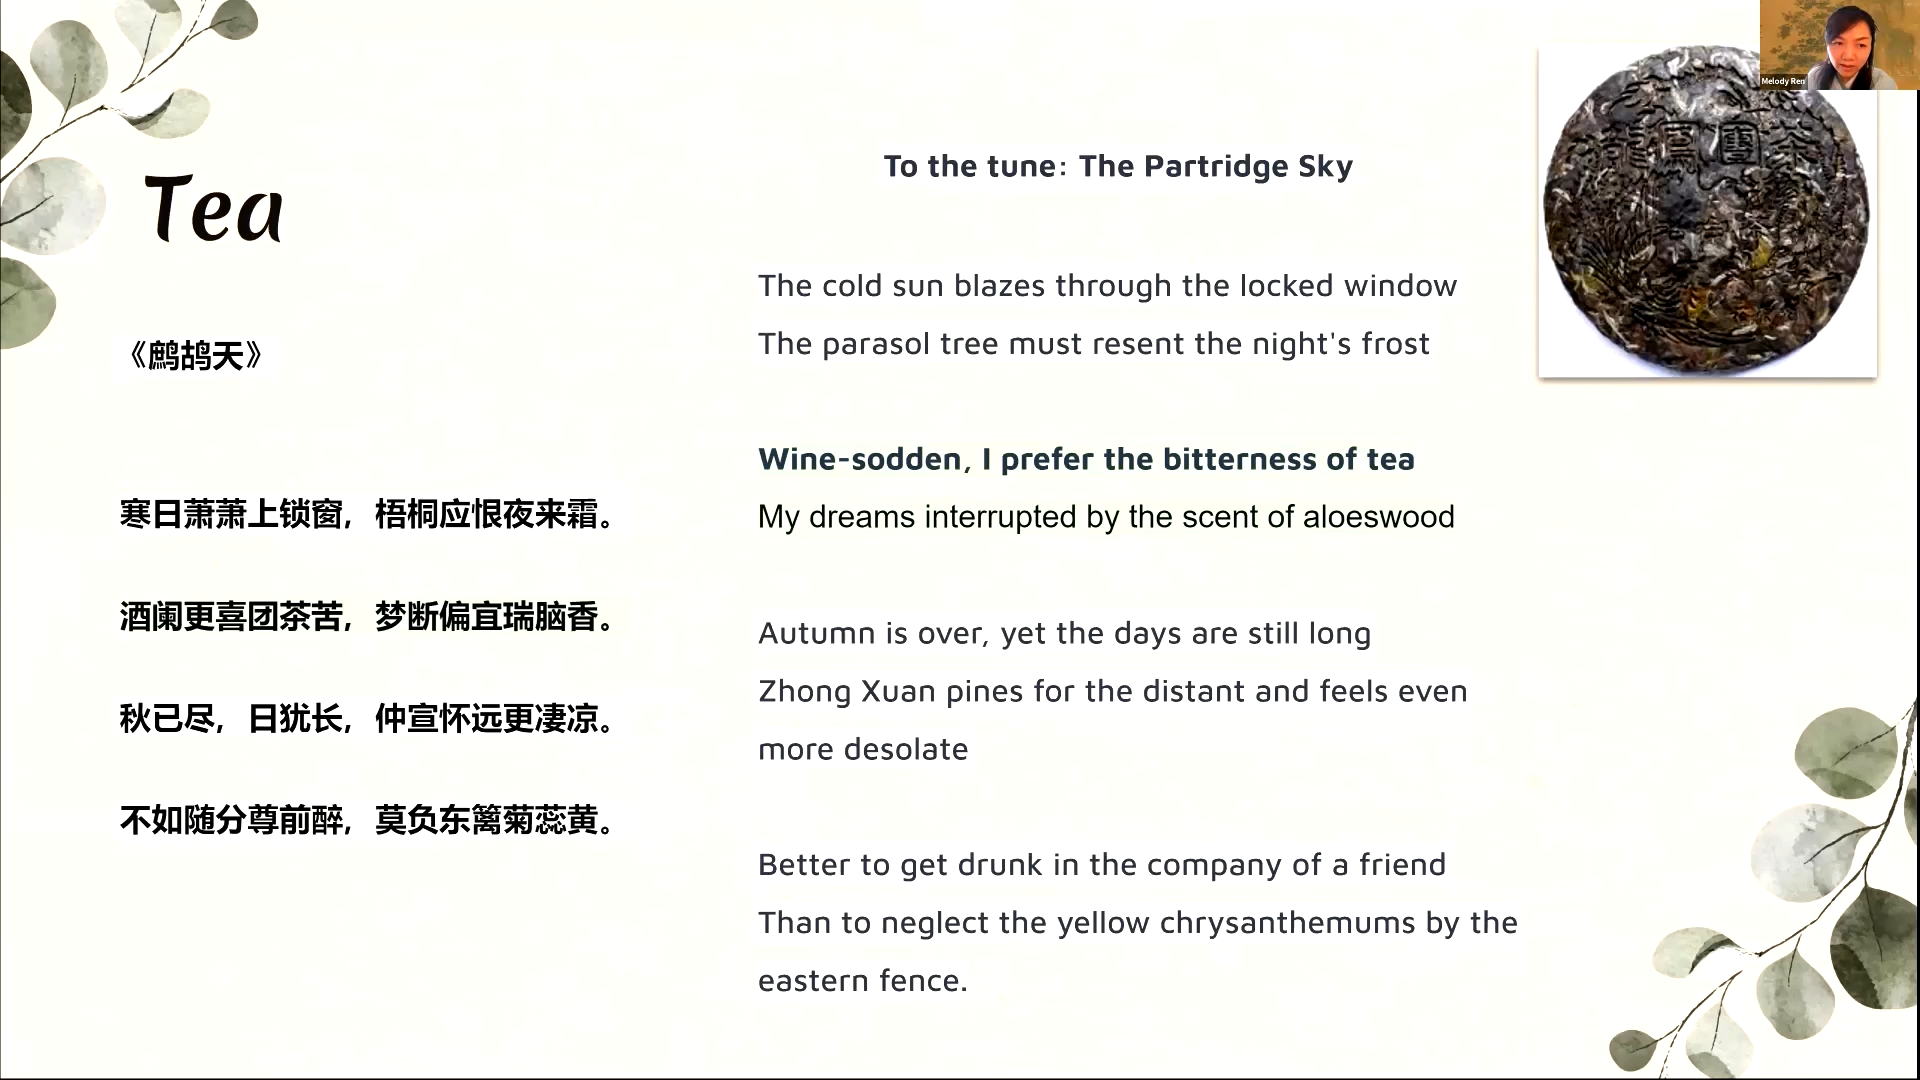 Tea
《鹧鸪天》
寒日萧萧上锁窗，梧桐应恨夜来霜。
酒阑更喜团茶苦，梦断偏宜瑞脑香。
秋已尽，日犹长，仲宣怀远更凄凉。
不如随分尊前醉，莫负东篱菊蕊黄。
To the tune: The Partridge Sky
The cold sun blazes through the locked window
The parasol tree must resent the night's frost
Wine-sodden, I prefer the bitterness of tea
My dreams interrupted by the scent of aloeswood
Autumn is over, yet the days are still long
Zhong Xuan pines for the distant and feels even
more desolate
Better to get drunk in the company of a friend
Than to neglect the yellow chrysanthemums by the
eastern fence.
龍鳳團茶
Melody Ren